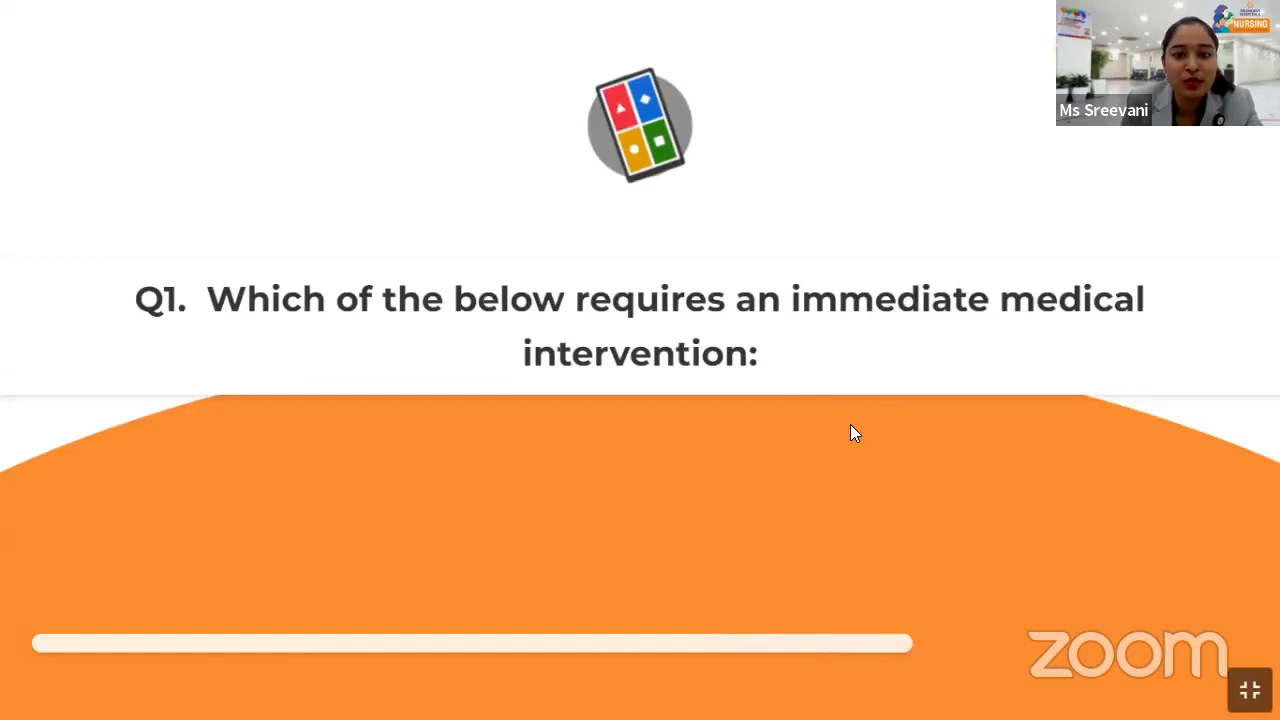 NURSING
Ms Sreevani
Q1. Which of the below requires an immediate medical
intervention:
zoom